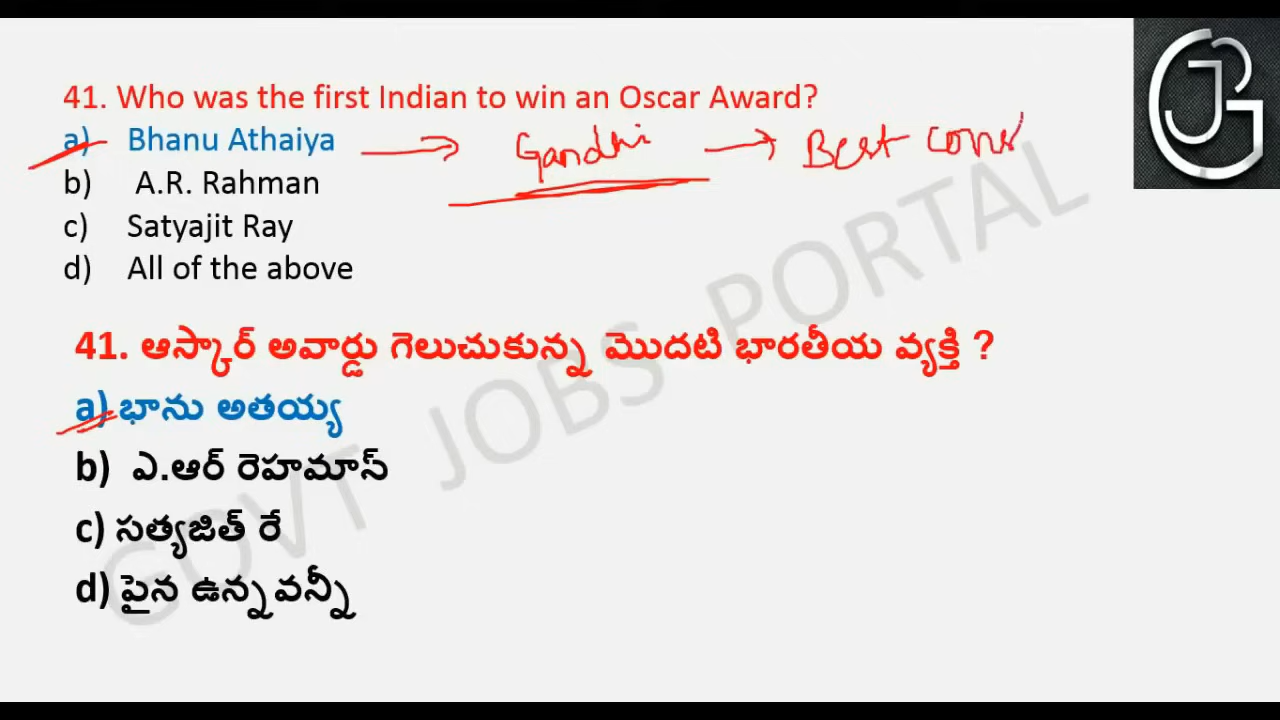 41. Who was the first Indian to win an Oscar Award?
a) Bhanu Athaiya → Gandhi → Best
b) A.R. Rahman
c) Satyajit Ray
d) All of the above
41. ఆస్కార్ అవార్డు గెలుచుకున్న మొదటి భారతీయ వ్యక్తి ?
a) భాను అతయ్య
b) ఎ.ఆర్ రెహమాన్
c) సత్యజిత్ రే
d) పైన ఉన్నవన్నీ
GOVT JOBS PORTAL
GJ